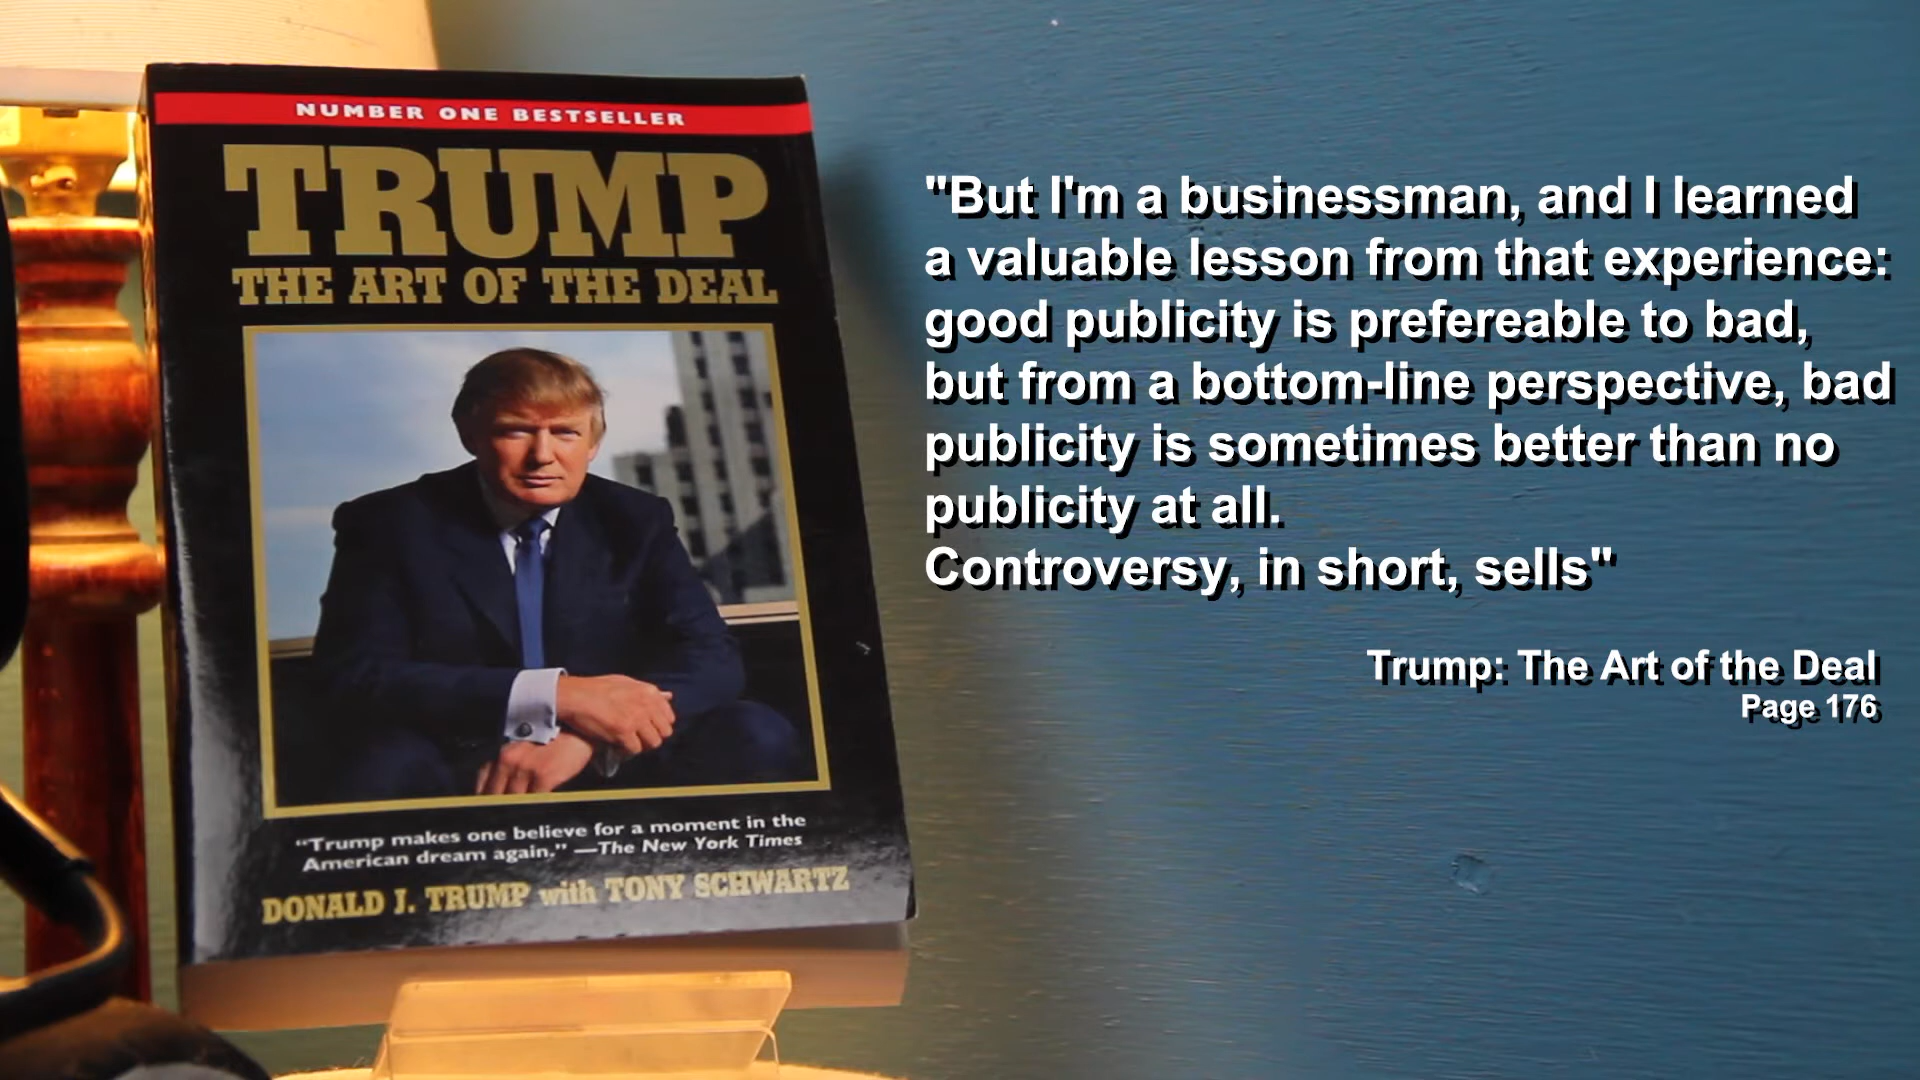 NUMBER ONE BESTSELLER
TRUMP
THE ART OF THE DEAL
"Trump makes one believe for a moment in the
American dream again." —The New York Times
DONALD J. TRUMP with TONY SCHWARTZ
"But I'm a businessman, and I learned
a valuable lesson from that experience:
good publicity is prefereable to bad,
but from a bottom-line perspective, bad
publicity is sometimes better than no
publicity at all.
Controversy, in short, sells"
Trump: The Art of the Deal
Page 176